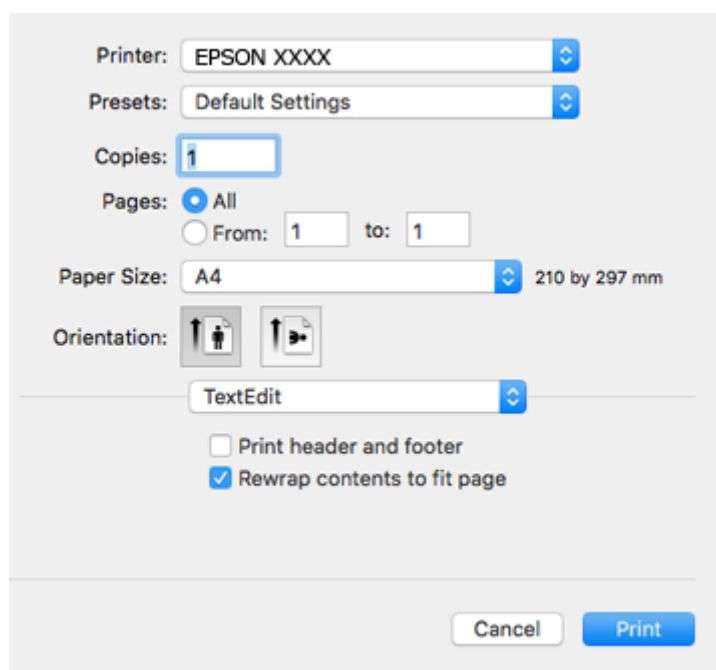 Printer: EPSON XXXX
Presets: Default Settings
Copies: 1
Pages: All
From: 1 to: 1
Paper Size: A4 210 by 297 mm
Orientation:
TextEdit
Print header and footer
Rewrap contents to fit page
Cancel Print